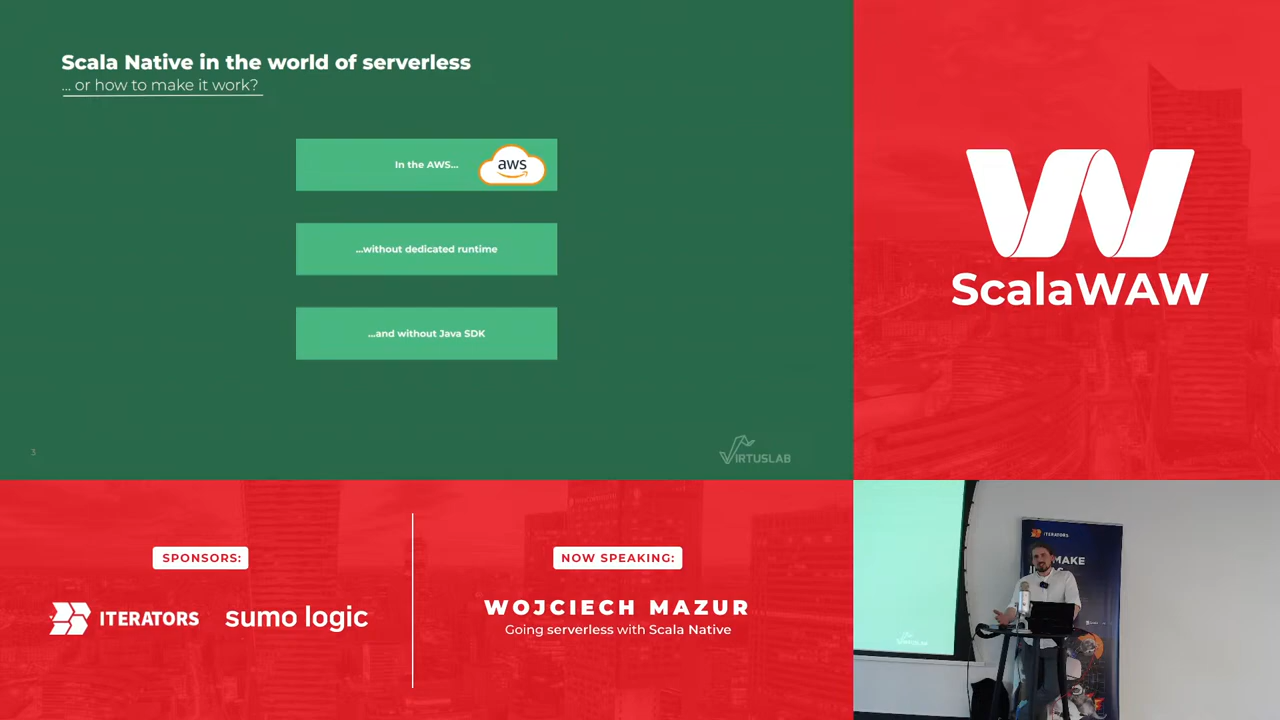 Scala Native in the world of serverless
... or how to make it work?
In the AWS...
aws
...without dedicated runtime
...and without Java SDK
3
VIRTUSLAB
ScalaWAW
SPONSORS:
ITERATORS
sumo logic
NOW SPEAKING:
WOJCIECH MAZUR
Going serverless with Scala Native
ITERATORS
MAKE